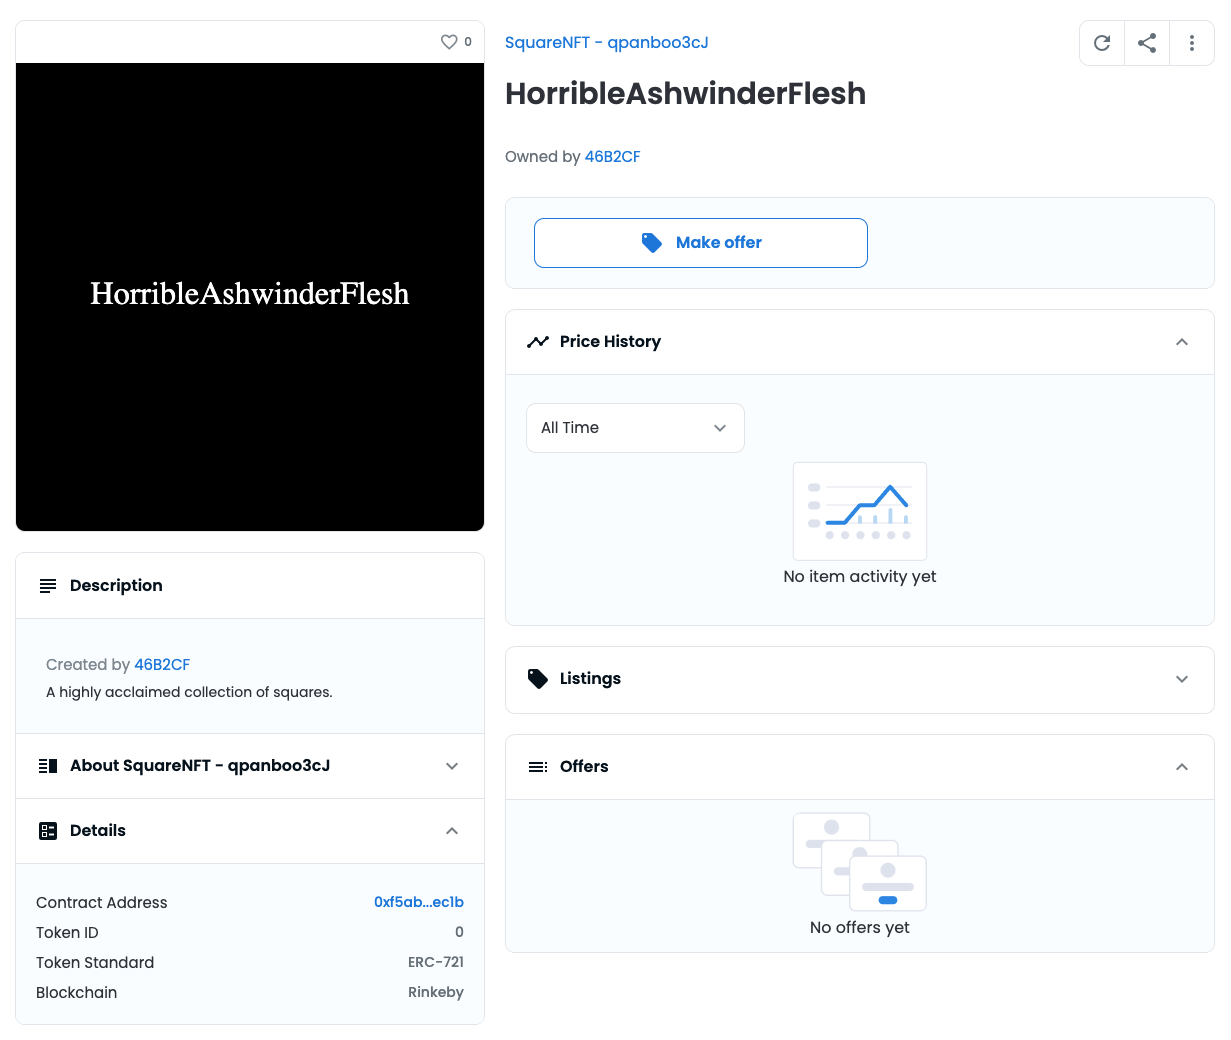 0
HorribleAshwinderFlesh
Description
Created by 46B2CF
A highly acclaimed collection of squares.
About SquareNFT - qpanboo3cJ
Details
Contract Address 0xf5ab...ec1b
Token ID 0
Token Standard ERC-721
Blockchain Rinkeby
SquareNFT - qpanboo3cJ
HorribleAshwinderFlesh
Owned by 46B2CF
Make offer
Price History
All Time
No item activity yet
Listings
Offers
No offers yet